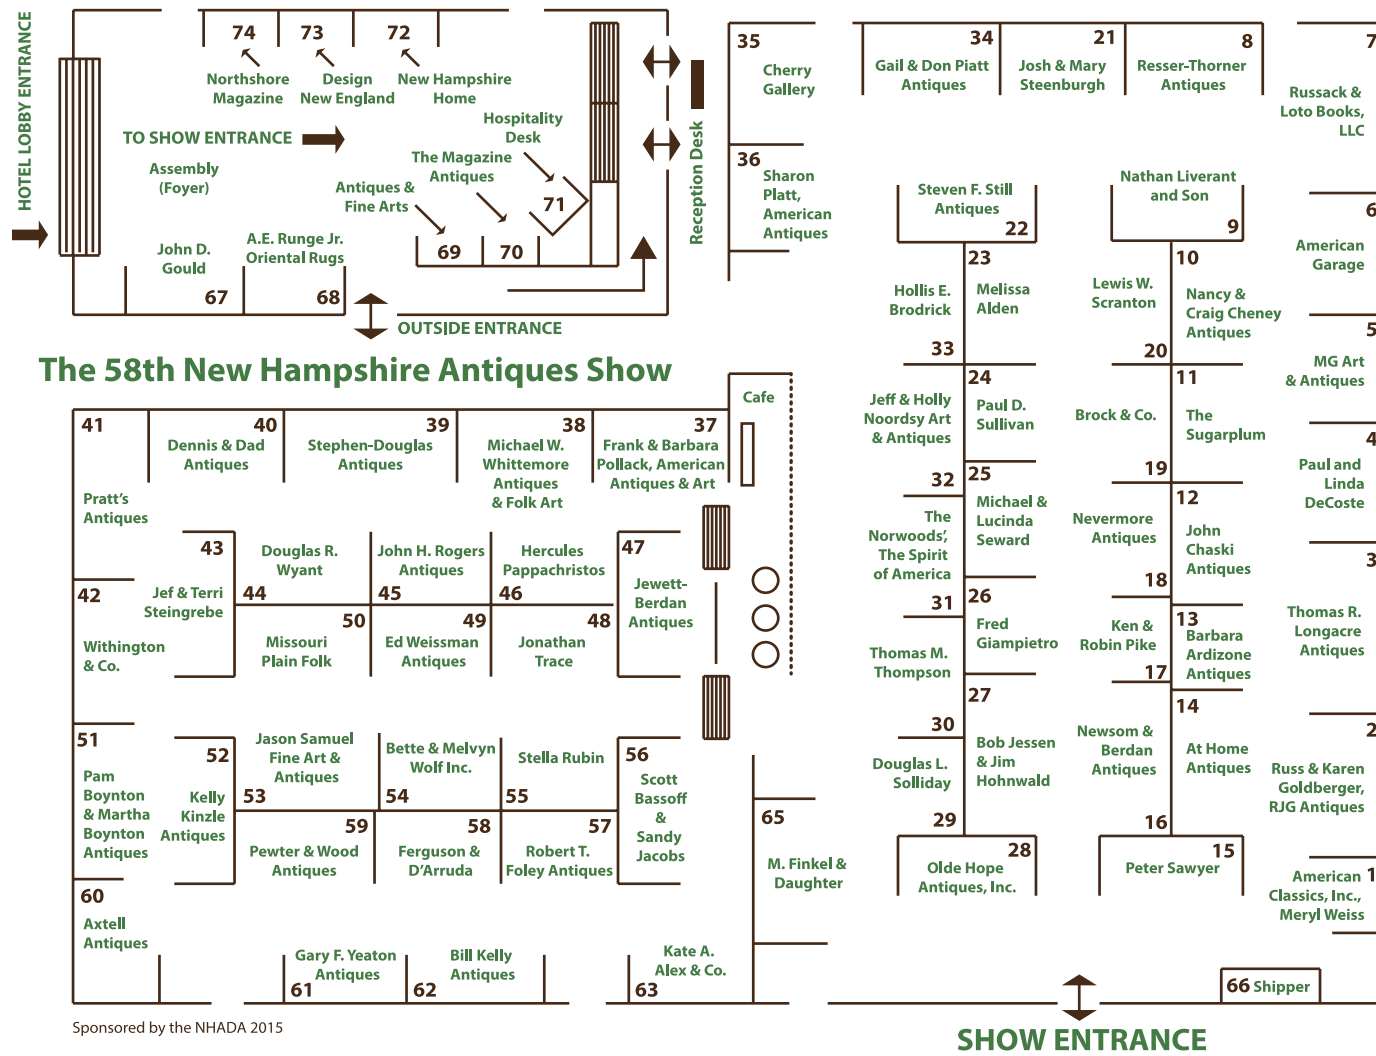 HOTEL LOBBY ENTRANCE
74
73
72
Northshore
Magazine
Design
New England
New Hampshire
Home
TO SHOW ENTRANCE
Hospitality
Desk
The Magazine
Antiques
Assembly
(Foyer)
Antiques &
Fine Arts
71
69
70
John D.
Gould
A.E. Runge Jr.
Oriental Rugs
67
68
OUTSIDE ENTRANCE
Reception Desk
35
Cherry
Gallery
36
Sharon
Platt,
American
Antiques
34
Gail & Don Piatt
Antiques
21
Josh & Mary
Steenburgh
8
Resser-Thorner
Antiques
7
Russack &
Loto Books,
LLC
Steven F. Still
Antiques
22
Nathan Liverant
and Son
9
6
American
Garage
23
Hollis E.
Brodrick
Melissa
Alden
33
10
Lewis W.
Scranton
Nancy &
Craig Cheney
Antiques
20
5
MG Art
& Antiques
The 58th New Hampshire Antiques Show
Cafe
24
Jeff & Holly
Noordsy Art
& Antiques
Paul D.
Sullivan
32
11
Brock & Co.
The
Sugarplum
19
4
Paul and
Linda
DeCoste
41
Pratt's
Antiques
40
Dennis & Dad
Antiques
39
Stephen-Douglas
Antiques
38
Michael W.
Whittemore
Antiques
& Folk Art
37
Frank & Barbara
Pollack, American
Antiques & Art
25
Michael &
Lucinda
Seward
The
Norwoods',
The Spirit
of America
31
12
Nevermore
Antiques
John
Chaski
Antiques
18
3
Thomas R.
Longacre
Antiques
43
Jef & Terri
Steingrebe
Douglas R.
Wyant
44
John H. Rogers
Antiques
45
Hercules
Pappachristos
46
47
Jewett-
Berdan
Antiques
42
Withington
& Co.
50
Missouri
Plain Folk
49
Ed Weissman
Antiques
48
Jonathan
Trace
26
Fred
Giampietro
Thomas M.
Thompson
30
13
Ken &
Robin Pike
Barbara
Ardizone
Antiques
17
27
Bob Jessen
& Jim
Hohnwald
Douglas L.
Solliday
29
14
Newsom &
Berdan
Antiques
At Home
Antiques
16
2
Russ & Karen
Goldberger,
RJG Antiques
51
Pam
Boynton
& Martha
Boynton
Antiques
52
Kelly
Kinzle
Antiques
Jason Samuel
Fine Art &
Antiques
53
Bette & Melvyn
Wolf Inc.
54
Stella Rubin
55
56
Scott
Bassoff
&
Sandy
Jacobs
59
Pewter & Wood
Antiques
58
Ferguson &
D'Arruda
57
Robert T.
Foley Antiques
65
M. Finkel &
Daughter
28
Olde Hope
Antiques, Inc.
15
Peter Sawyer
1
American
Classics, Inc.,
Meryl Weiss
60
Axtell
Antiques
Gary F. Yeaton
Antiques
61
Bill Kelly
Antiques
62
Kate A.
Alex & Co.
63
66 Shipper
Sponsored by the NHADA 2015
SHOW ENTRANCE